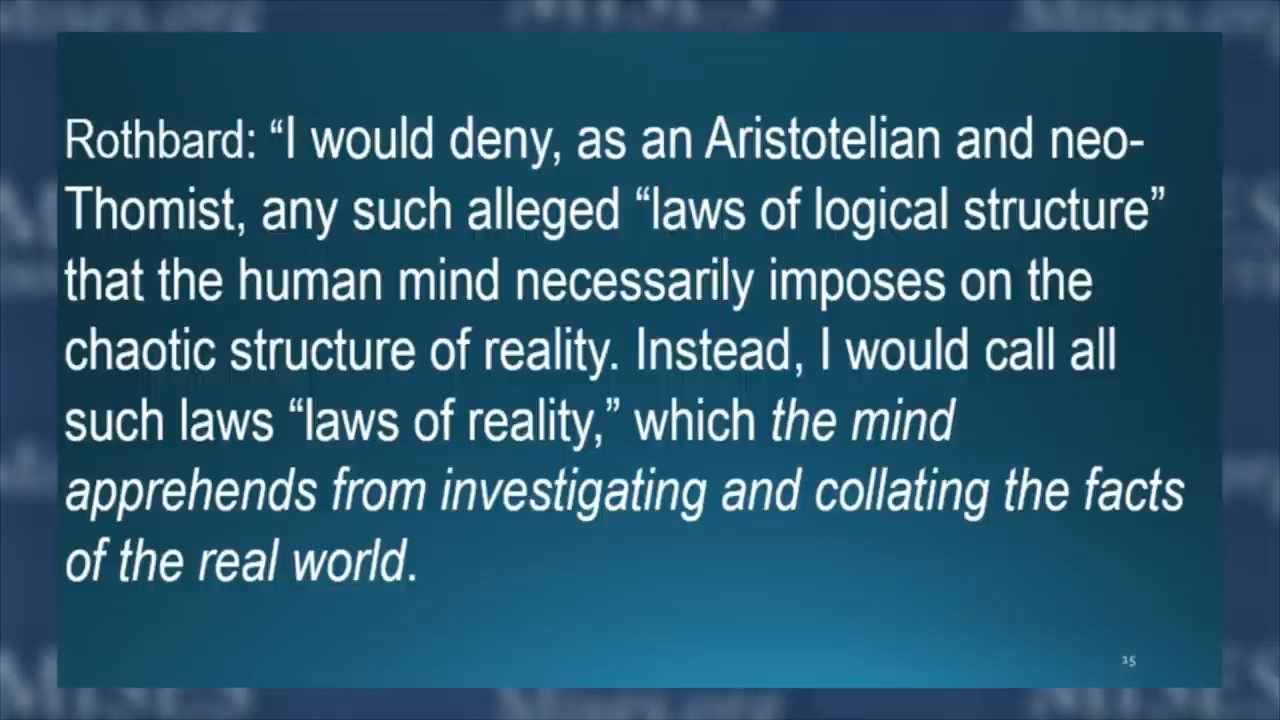 Rothbard: “I would deny, as an Aristotelian and neo-
Thomist, any such alleged “laws of logical structure”
that the human mind necessarily imposes on the
chaotic structure of reality. Instead, I would call all
such laws “laws of reality,” which the mind
apprehends from investigating and collating the facts
of the real world.
15